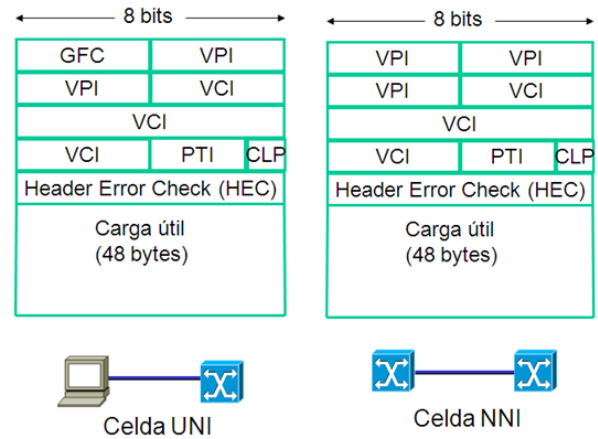 8 bits
GFC VPI
VPI VCI
VCI
VCI PTI CLP
Header Error Check (HEC)
Carga útil
(48 bytes)
Celda UNI
8 bits
VPI VPI
VPI VCI
VCI
VCI PTI CLP
Header Error Check (HEC)
Carga útil
(48 bytes)
Celda NNI